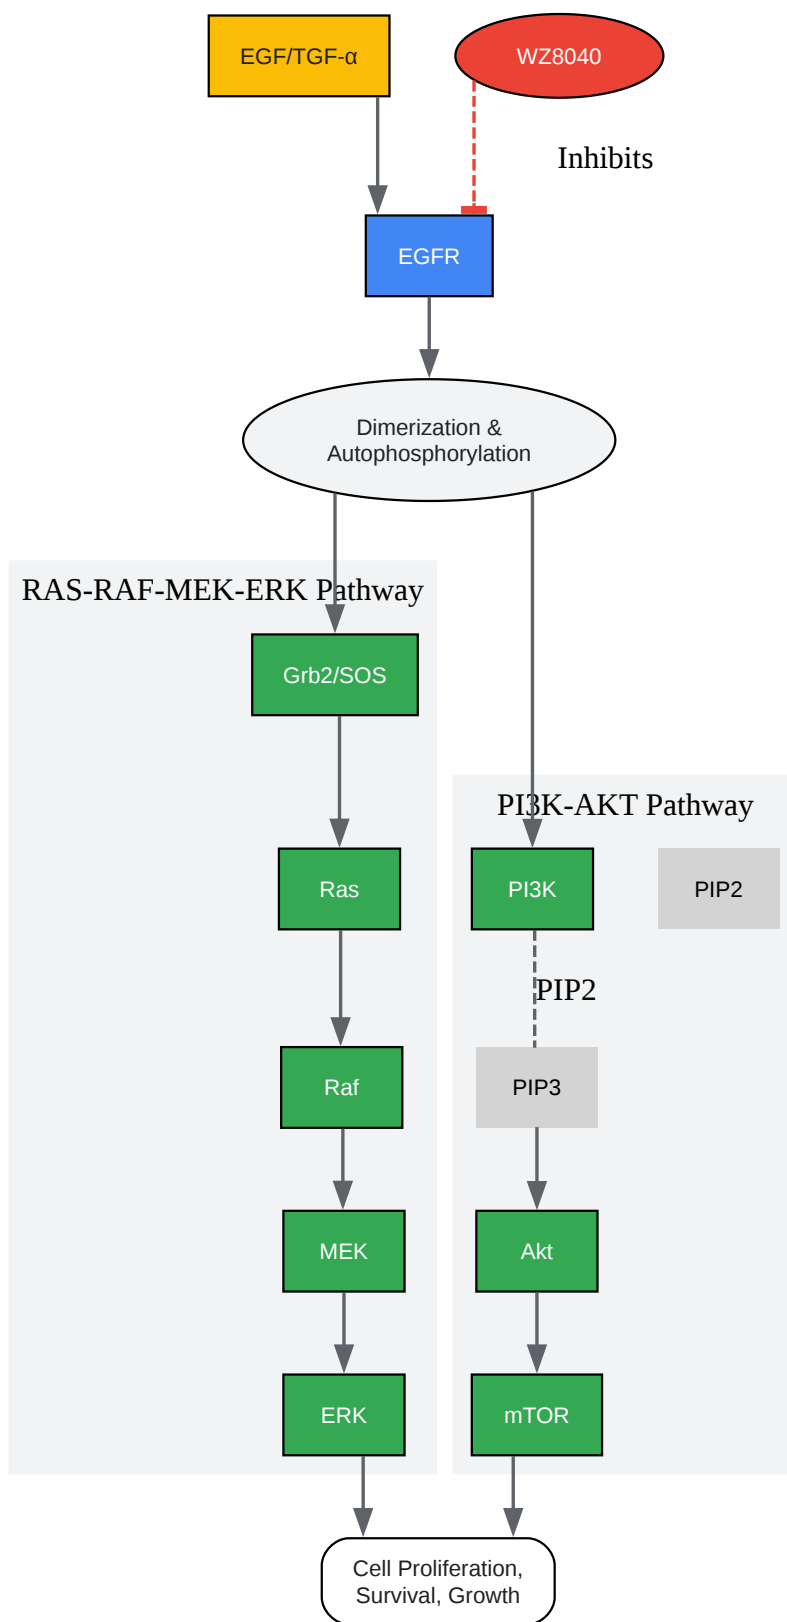 EGF/TGF-α
WZ8040
Inhibits
EGFR
Dimerization &
Autophosphorylation
RAS-RAF-MEK-ERK Pathway
Grb2/SOS
PI3K-AKT Pathway
Ras
PI3K
PIP2
PIP2
Raf
PIP3
MEK
Akt
ERK
mTOR
Cell Proliferation,
Survival, Growth